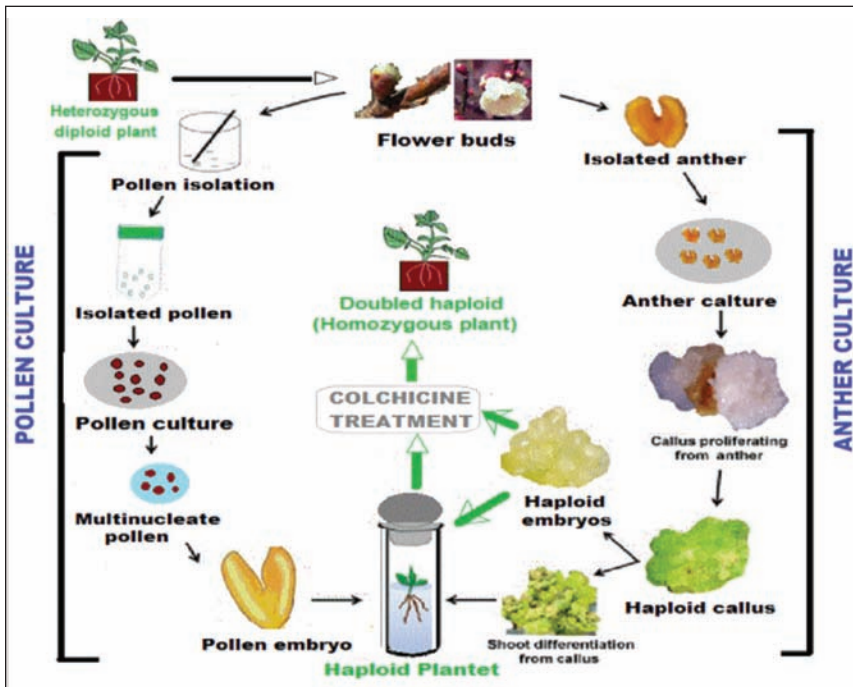 Heterozygous
diploid plant
Flower buds
Isolated anther
Pollen isolation
POLLEN CULTURE
Isolated pollen
Pollen culture
Multinucleate
pollen
Pollen embryo
Doubled haploid
(Homozygous plant)
COLCHICINE
TREATMENT
Haploid
embryos
Haploid Plantet
Anther calture
Callus proliferating
from anther
Haploid callus
Shoot differentiation
from callus
ANTHER CULTURE